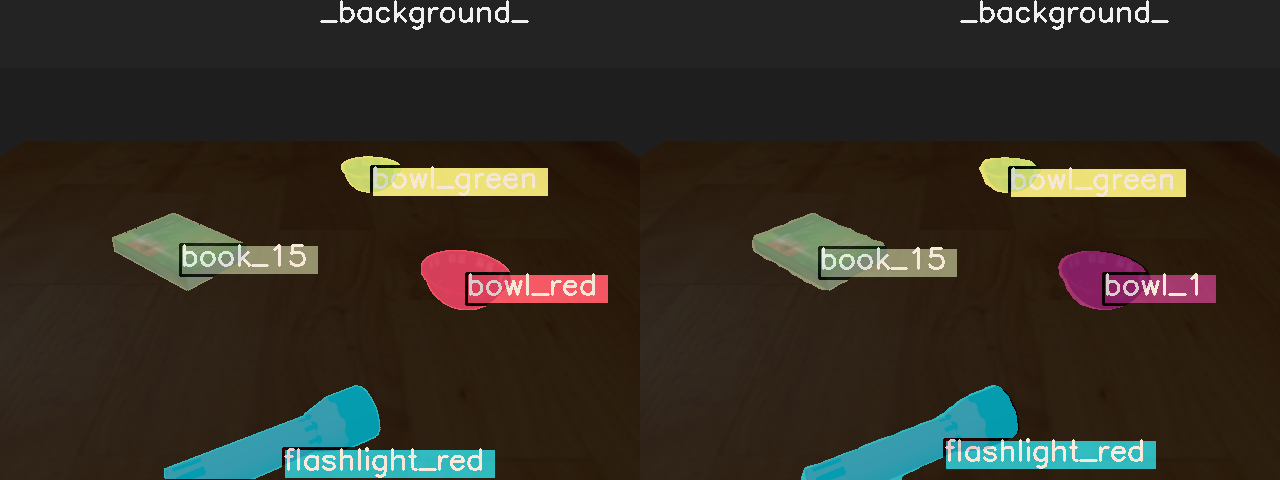 _background_
_background_
bowl_green
bowl_green
book_15
book_15
bowl_red
bowl_1
flashlight_red
flashlight_red